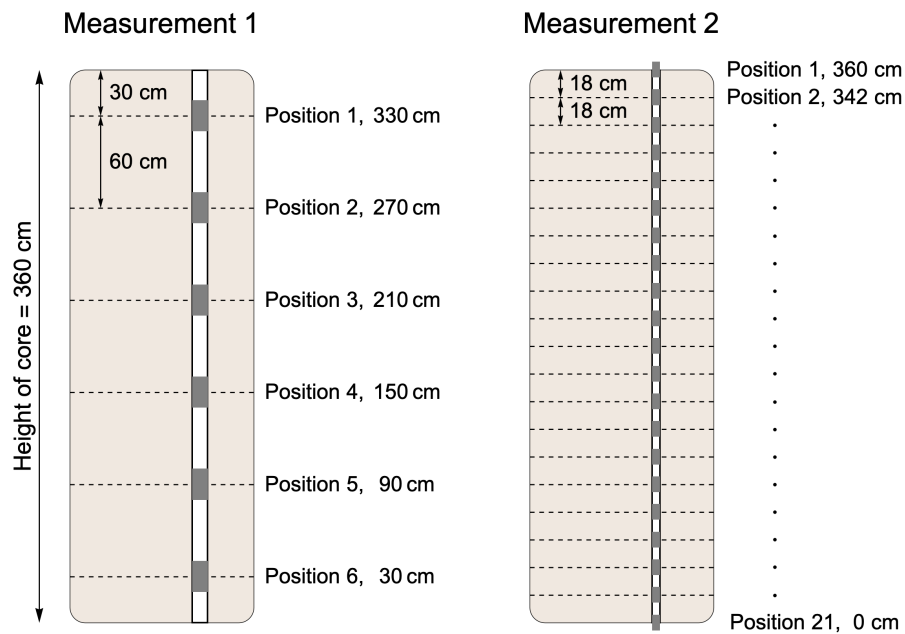 Measurement 1
Height of core = 360 cm
30 cm
60 cm
Position 1, 330 cm
Position 2, 270 cm
Position 3, 210 cm
Position 4, 150 cm
Position 5, 90 cm
Position 6, 30 cm
Measurement 2
18 cm
18 cm
Position 1, 360 cm
Position 2, 342 cm
Position 21, 0 cm